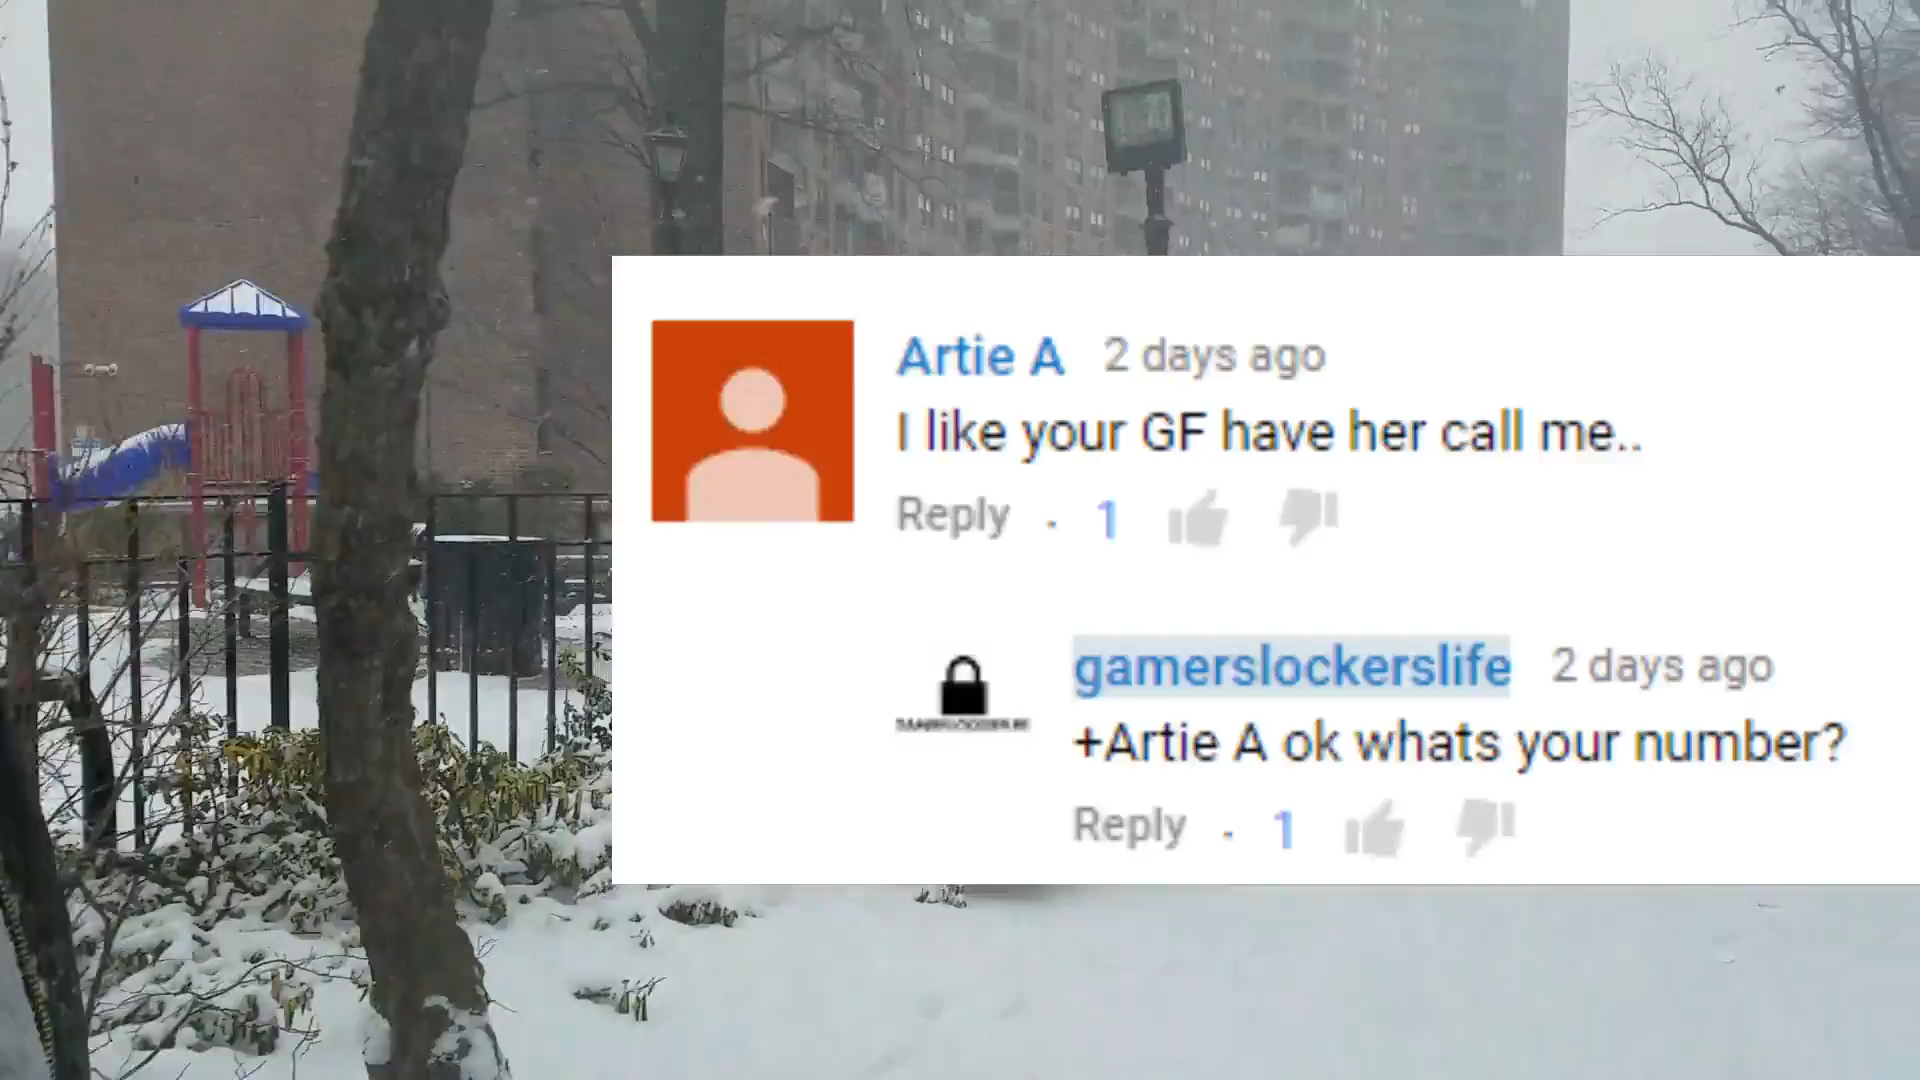 Artie A 2 days ago
I like your GF have her call me..
Reply · 1
gamerslockerslife 2 days ago
+Artie A ok whats your number?
Reply · 1